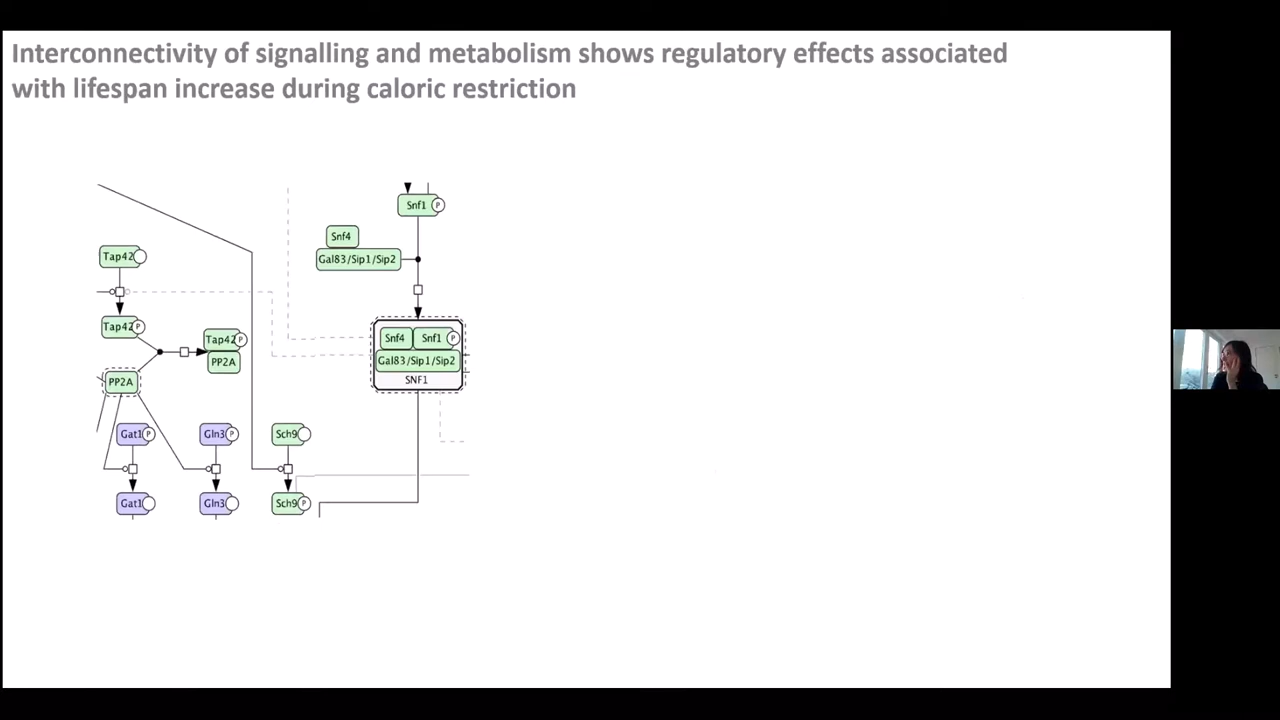 Interconnectivity of signalling and metabolism shows regulatory effects associated
with lifespan increase during caloric restriction
Snf1 P
Snf4
Gal83/Sip1/Sip2
Tap42
Tap42 P
Tap42 P
PP2A
PP2A
Snf4 Snf1 P
Gal83/Sip1/Sip2
SNF1
Gat1 P
Gln3 P
Sch9
Gat1
Gln3
Sch9 P